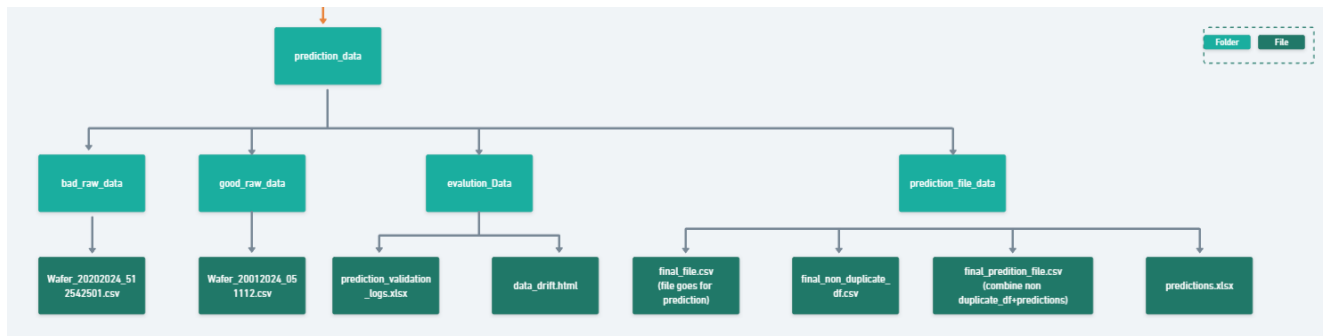 prediction_data
Folder
File
bad_raw_data
good_raw_data
evalution_Data
prediction_file_data
Wafer_20202024_51
2542501.csv
Wafer_20012024_05
1112.csv
prediction_validation
_logs.xlsx
data_drift.html
final_file.csv
(file goes for
prediction)
final_non_duplicate_
df.csv
final_predition_file.csv
(combine non
duplicate_df+predictions)
predictions.xlsx